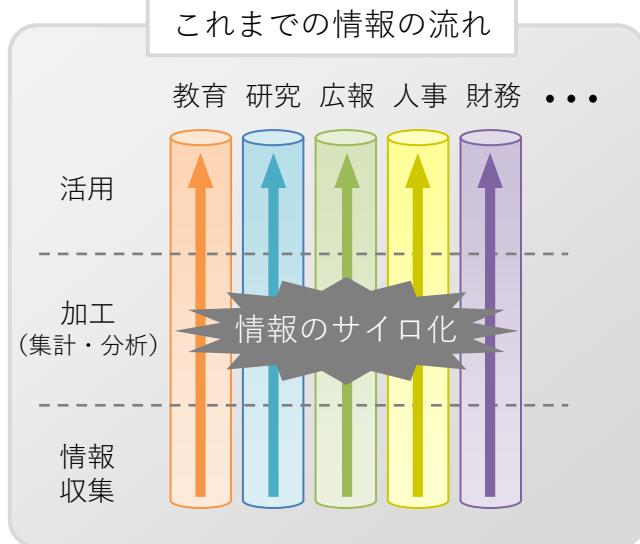 これまでの情報の流れ
教育 研究 広報 人事 財務 •••
活用
加工
（集計・分析）
情報のサイロ化
情報
収集